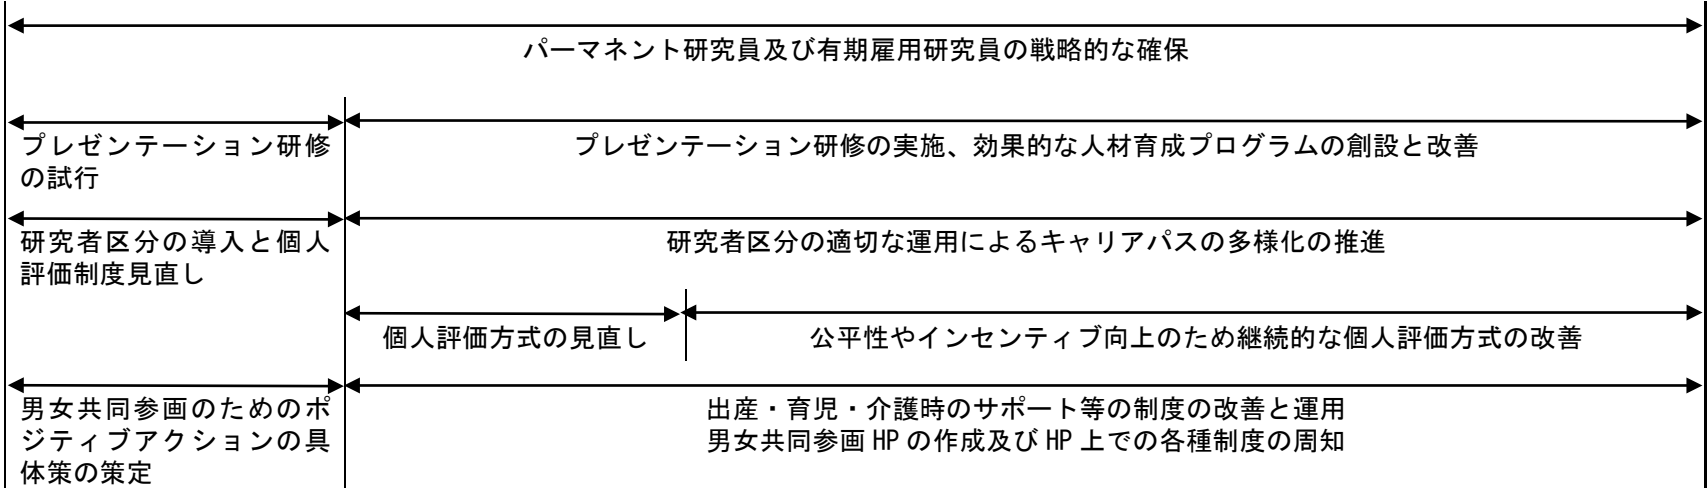 パーマネント研究員及び有期雇用研究員の戦略的な確保
プレゼンテーション研修
の試行
プレゼンテーション研修の実施、効果的な人材育成プログラムの創設と改善
研究者区分の導入と個人
評価制度見直し
研究者区分の適切な運用によるキャリアパスの多様化の推進
個人評価方式の見直し
公平性やインセンティブ向上のため継続的な個人評価方式の改善
男女共同参画のためのポ
ジティブアクションの具
体策の策定
出産・育児・介護時のサポート等の制度の改善と運用
男女共同参画 HP の作成及び HP 上での各種制度の周知